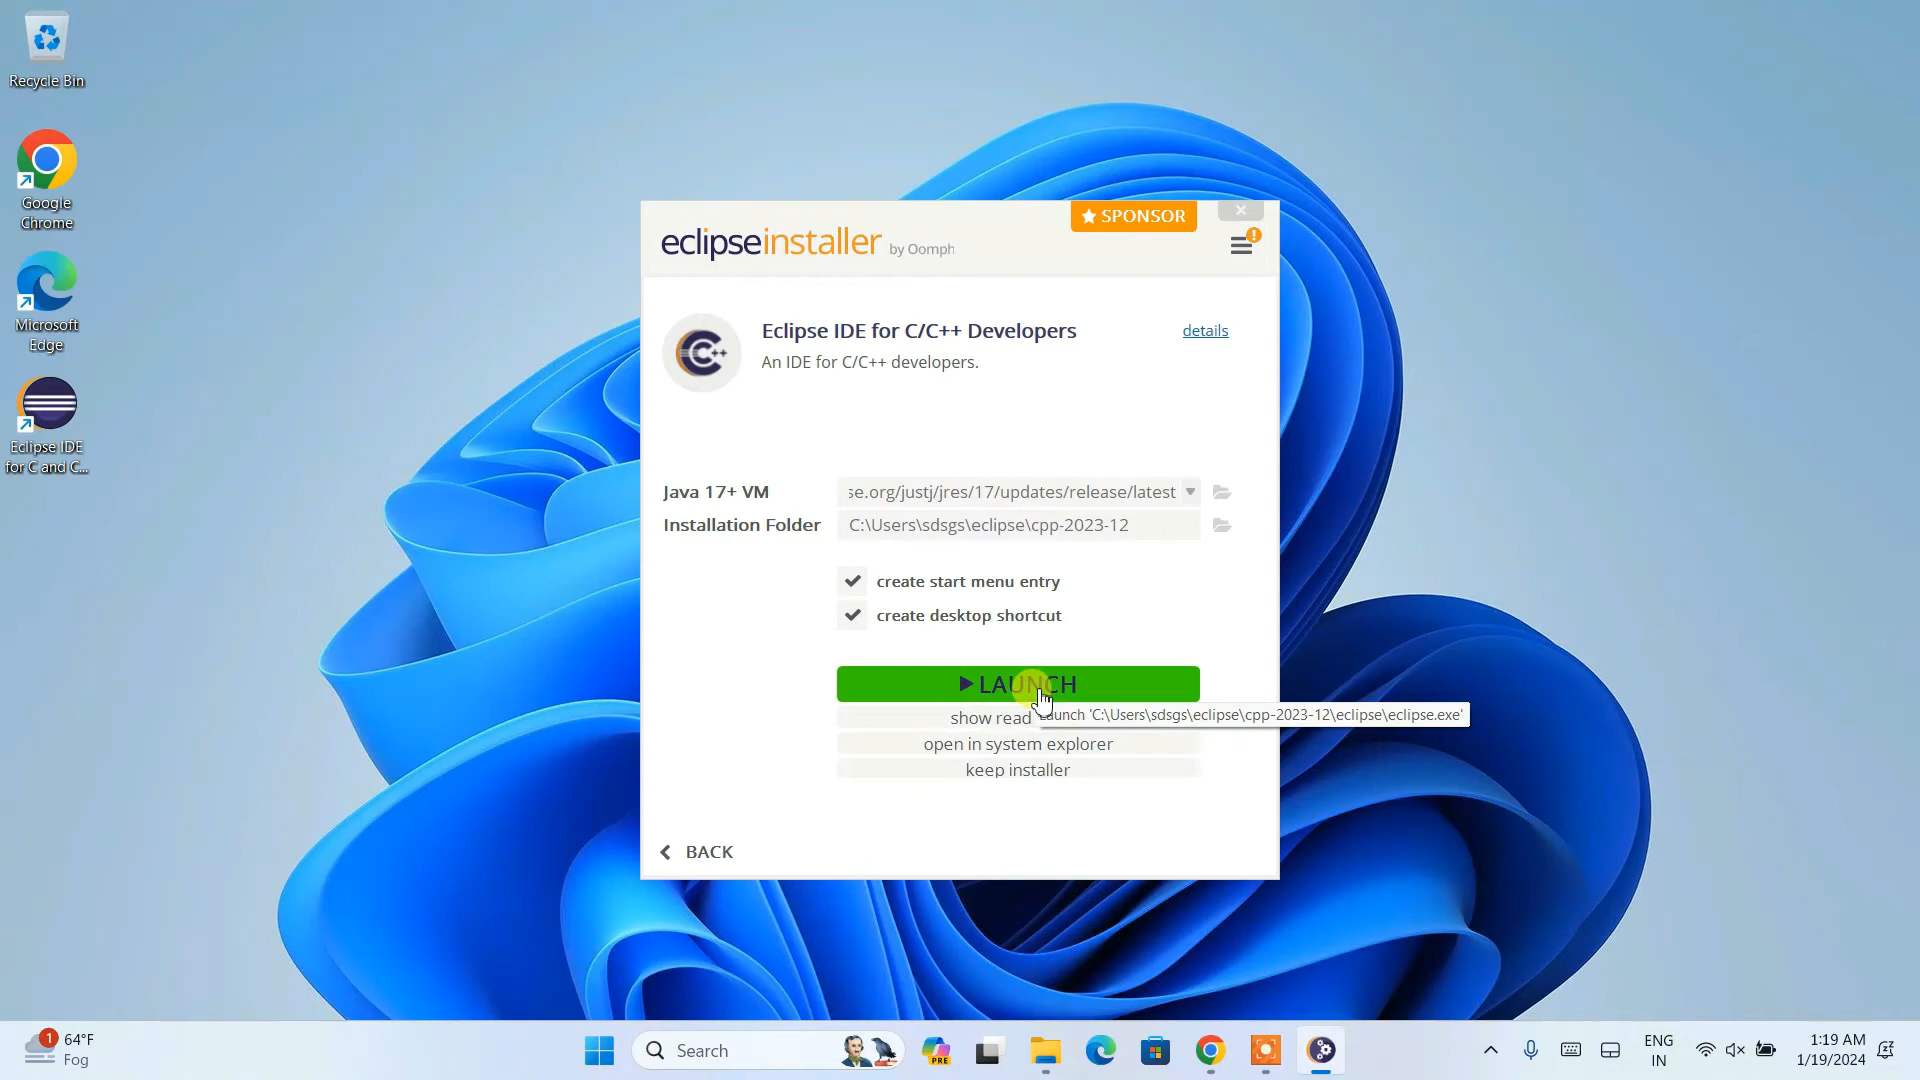 Recycle Bin
Google
Chrome
Microsoft
Edge
Eclipse IDE
for C and C...
SPONSOR
eclipseinstaller by Oomph
Eclipse IDE for C/C++ Developers
details
An IDE for C/C++ developers.
Java 17+ VM
se.org/justj/jres/17/updates/release/latest
Installation Folder
C:\Users\sdsgs\eclipse\cpp-2023-12
create start menu entry
create desktop shortcut
LAUNCH
show read
Launch 'C:\Users\sdsgs\eclipse\cpp-2023-12\eclipse\eclipse.exe'
open in system explorer
keep installer
BACK
1
64°F
Fog
Search
PRE
ENG
IN
1:19 AM
1/19/2024